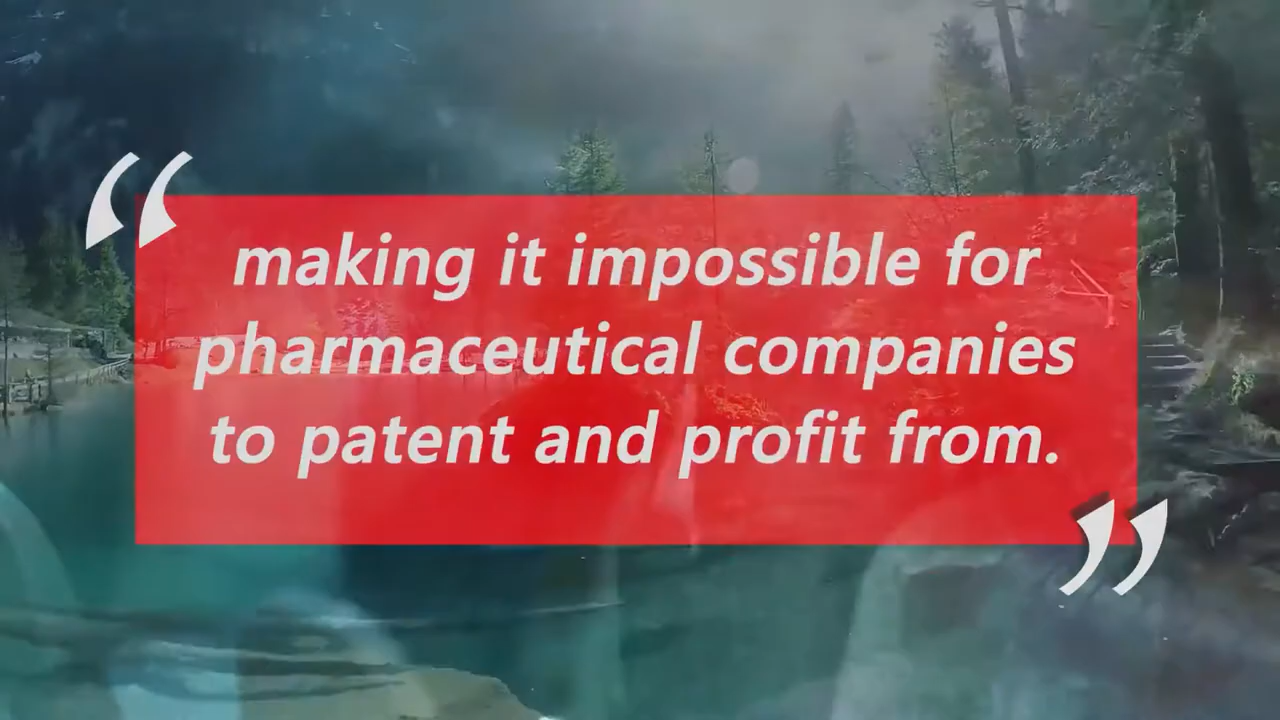 “making it impossible for
pharmaceutical companies
to patent and profit from.”